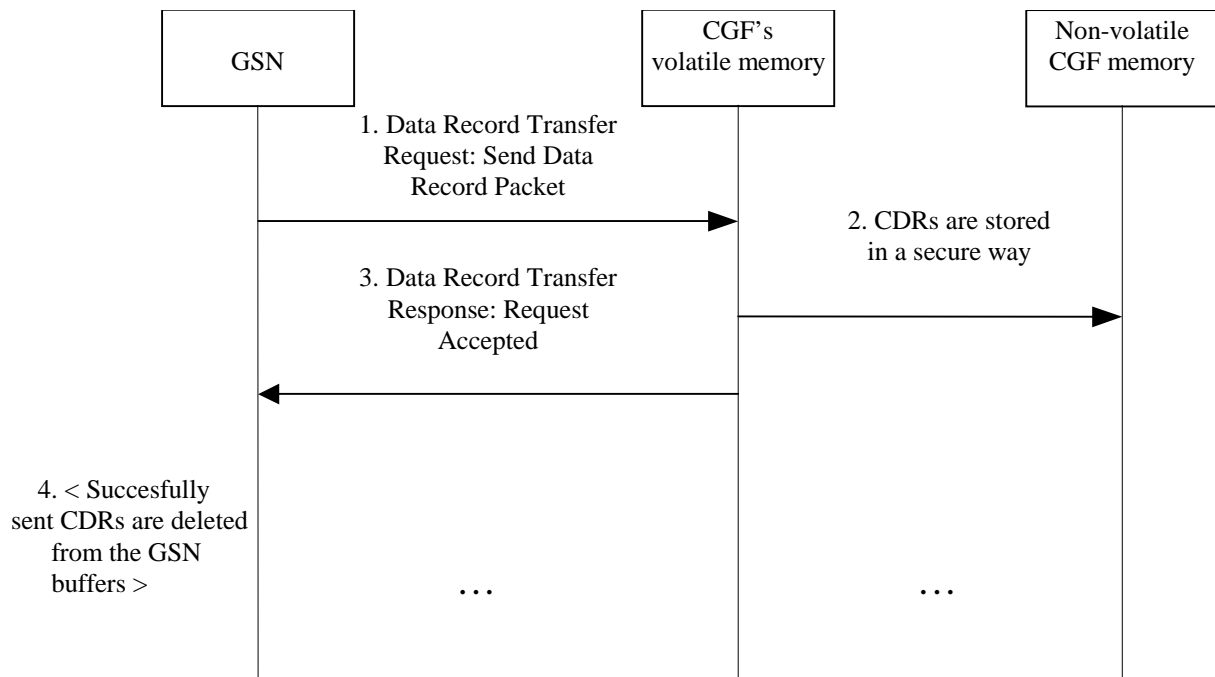 GSN
CGF's
volatile memory
Non-volatile
CGF memory
1. Data Record Transfer
Request: Send Data
Record Packet
2. CDRs are stored
in a secure way
3. Data Record Transfer
Response: Request
Accepted
4. < Succesfully
sent CDRs are deleted
from the GSN
buffers >
...
...